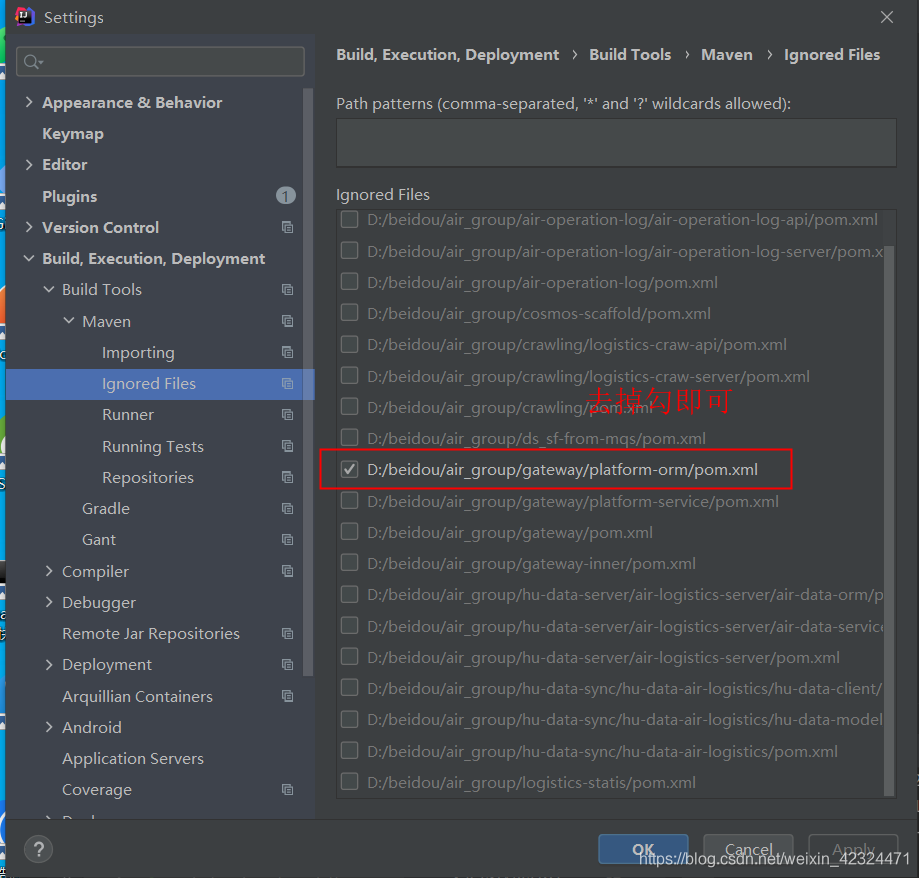 Settings
Appearance & Behavior
Keymap
Editor
Plugins
1
Version Control
Build, Execution, Deployment
Build Tools
Maven
Importing
Ignored Files
Runner
Running Tests
Repositories
Gradle
Gant
Compiler
Debugger
Remote Jar Repositories
Deployment
Arquillian Containers
Android
Application Servers
Coverage
Build, Execution, Deployment › Build Tools › Maven › Ignored Files
Path patterns (comma-separated, '*' and '?' wildcards allowed):
Ignored Files
D:/beidou/air_group/air-operation-log/air-operation-log-api/pom.xml
D:/beidou/air_group/air-operation-log/air-operation-log-server/pom.x
D:/beidou/air_group/air-operation-log/pom.xml
D:/beidou/air_group/cosmos-scaffold/pom.xml
D:/beidou/air_group/crawling/logistics-craw-api/pom.xml
D:/beidou/air_group/crawling/logistics-craw-server/pom.xml
D:/beidou/air_group/crawling/pom.xml
去掉勾即可
D:/beidou/air_group/ds_sf-from-mqs/pom.xml
D:/beidou/air_group/gateway/platform-orm/pom.xml
D:/beidou/air_group/gateway/platform-service/pom.xml
D:/beidou/air_group/gateway/pom.xml
D:/beidou/air_group/gateway-inner/pom.xml
D:/beidou/air_group/hu-data-server/air-logistics-server/air-data-orm/p
D:/beidou/air_group/hu-data-server/air-logistics-server/air-data-service
D:/beidou/air_group/hu-data-server/air-logistics-server/pom.xml
D:/beidou/air_group/hu-data-sync/hu-data-air-logistics/hu-data-client/
D:/beidou/air_group/hu-data-sync/hu-data-air-logistics/hu-data-model
D:/beidou/air_group/hu-data-sync/hu-data-air-logistics/pom.xml
D:/beidou/air_group/logistics-statis/pom.xml
?
OK
Cancel
Apply
https://blog.csdn.net/weixin_42324471